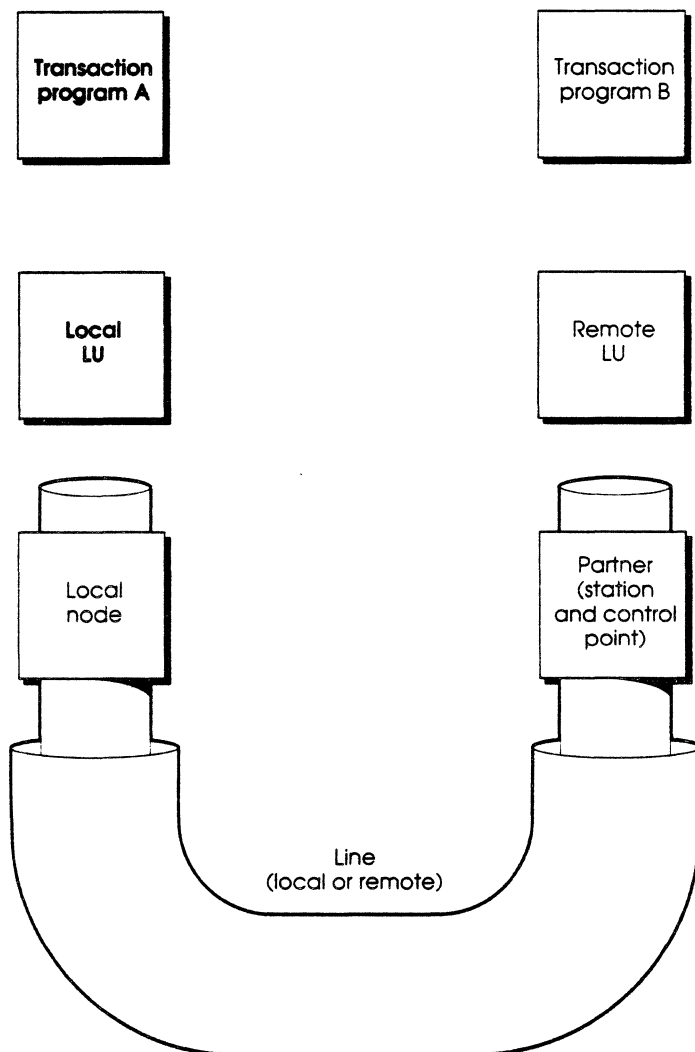 Transaction
program A
Transaction
program B
Local
LU
Remote
LU
Local
node
Partner
(station
and control
point)
Line
(local or remote)